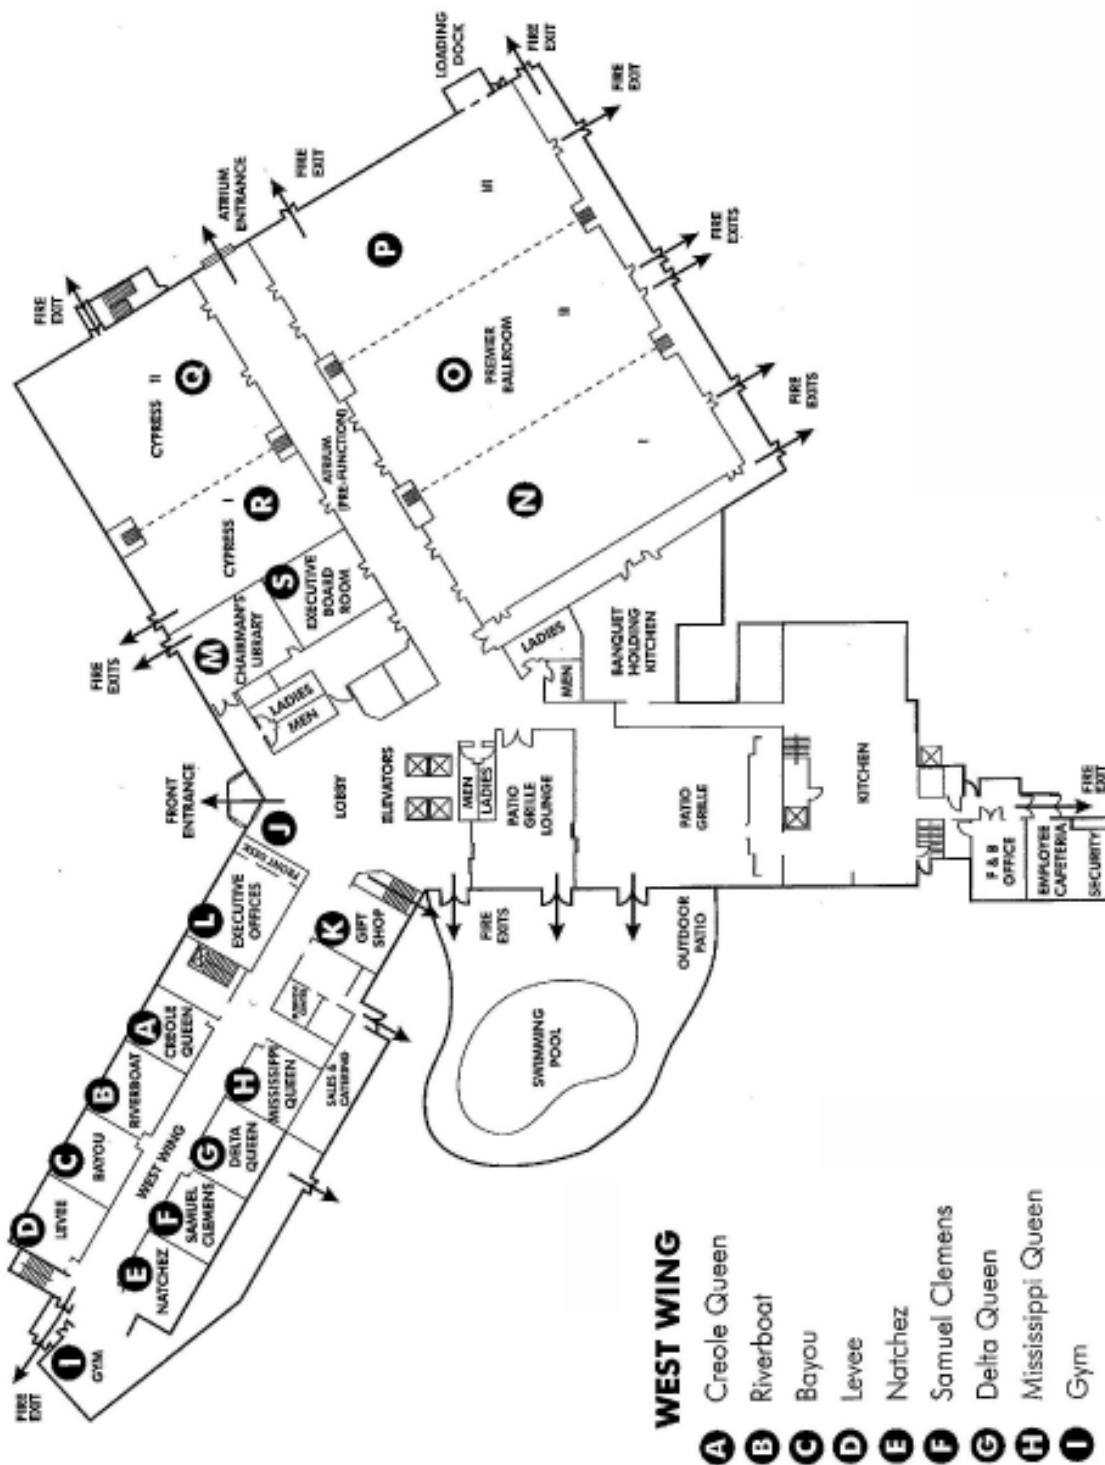 LOADING
DOCK
FIRE
EXIT
FIRE
EXIT
FIRE
EXITS
FIRE
EXITS
FIRE
EXIT
ATRIUM
ENTRANCE
FIRE
EXIT
P
III
O
PREMIER
BALLROOM
II
N
I
Q
CYPRESS II
R
CYPRESS I
ATRIUM
(PRE-FUNCTION)
S
EXECUTIVE
BOARD
ROOM
M
CHAIRMAN'S
LIBRARY
FIRE
EXITS
LADIES
MEN
LADIES
MEN
BANQUET
HOLDING
KITCHEN
FRONT
ENTRANCE
J
LOBBY
ELEVATORS
MEN
LADIES
PATIO
GRILLE
LOUNGE
PATIO
GRILLE
KITCHEN
FIRE
EXIT
F & B
OFFICE
EMPLOYEE
CAFETERIA
SECURITY
FRONT DESK
L
EXECUTIVE
OFFICES
K
GIFT
SHOP
FIRE
EXITS
OUTDOOR
PATIO
SWIMMING
POOL
A
CREOLE
QUEEN
B
RIVERBOAT
C
BAYOU
D
LEVEE
WEST WING
H
MISSISSIPPI
QUEEN
SALES &
CATERING
G
DELTA
QUEEN
F
SAMUEL
CLEMENS
E
NATCHEZ
I
GYM
FIRE
EXIT
WEST WING
A Creole Queen
B Riverboat
C Bayou
D Levee
E Natchez
F Samuel Clemens
G Delta Queen
H Mississippi Queen
I Gym